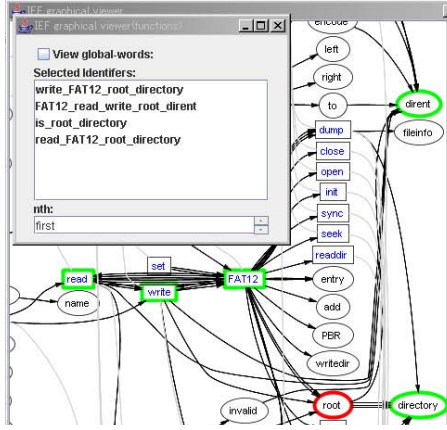 IEF graphical viewer
IEF graphical viewer(functions)
View global-words:
Selected Identifers:
write_FAT12_root_directory
FAT12_read_write_root_dirent
is_root_directory
read_FAT12_root_directory
nth:
first
encode
left
right
to
dirent
dump
fileinfo
close
open
init
sync
seek
readdir
set
read
FAT12
entry
write
name
add
PBR
writedir
invalid
root
directory